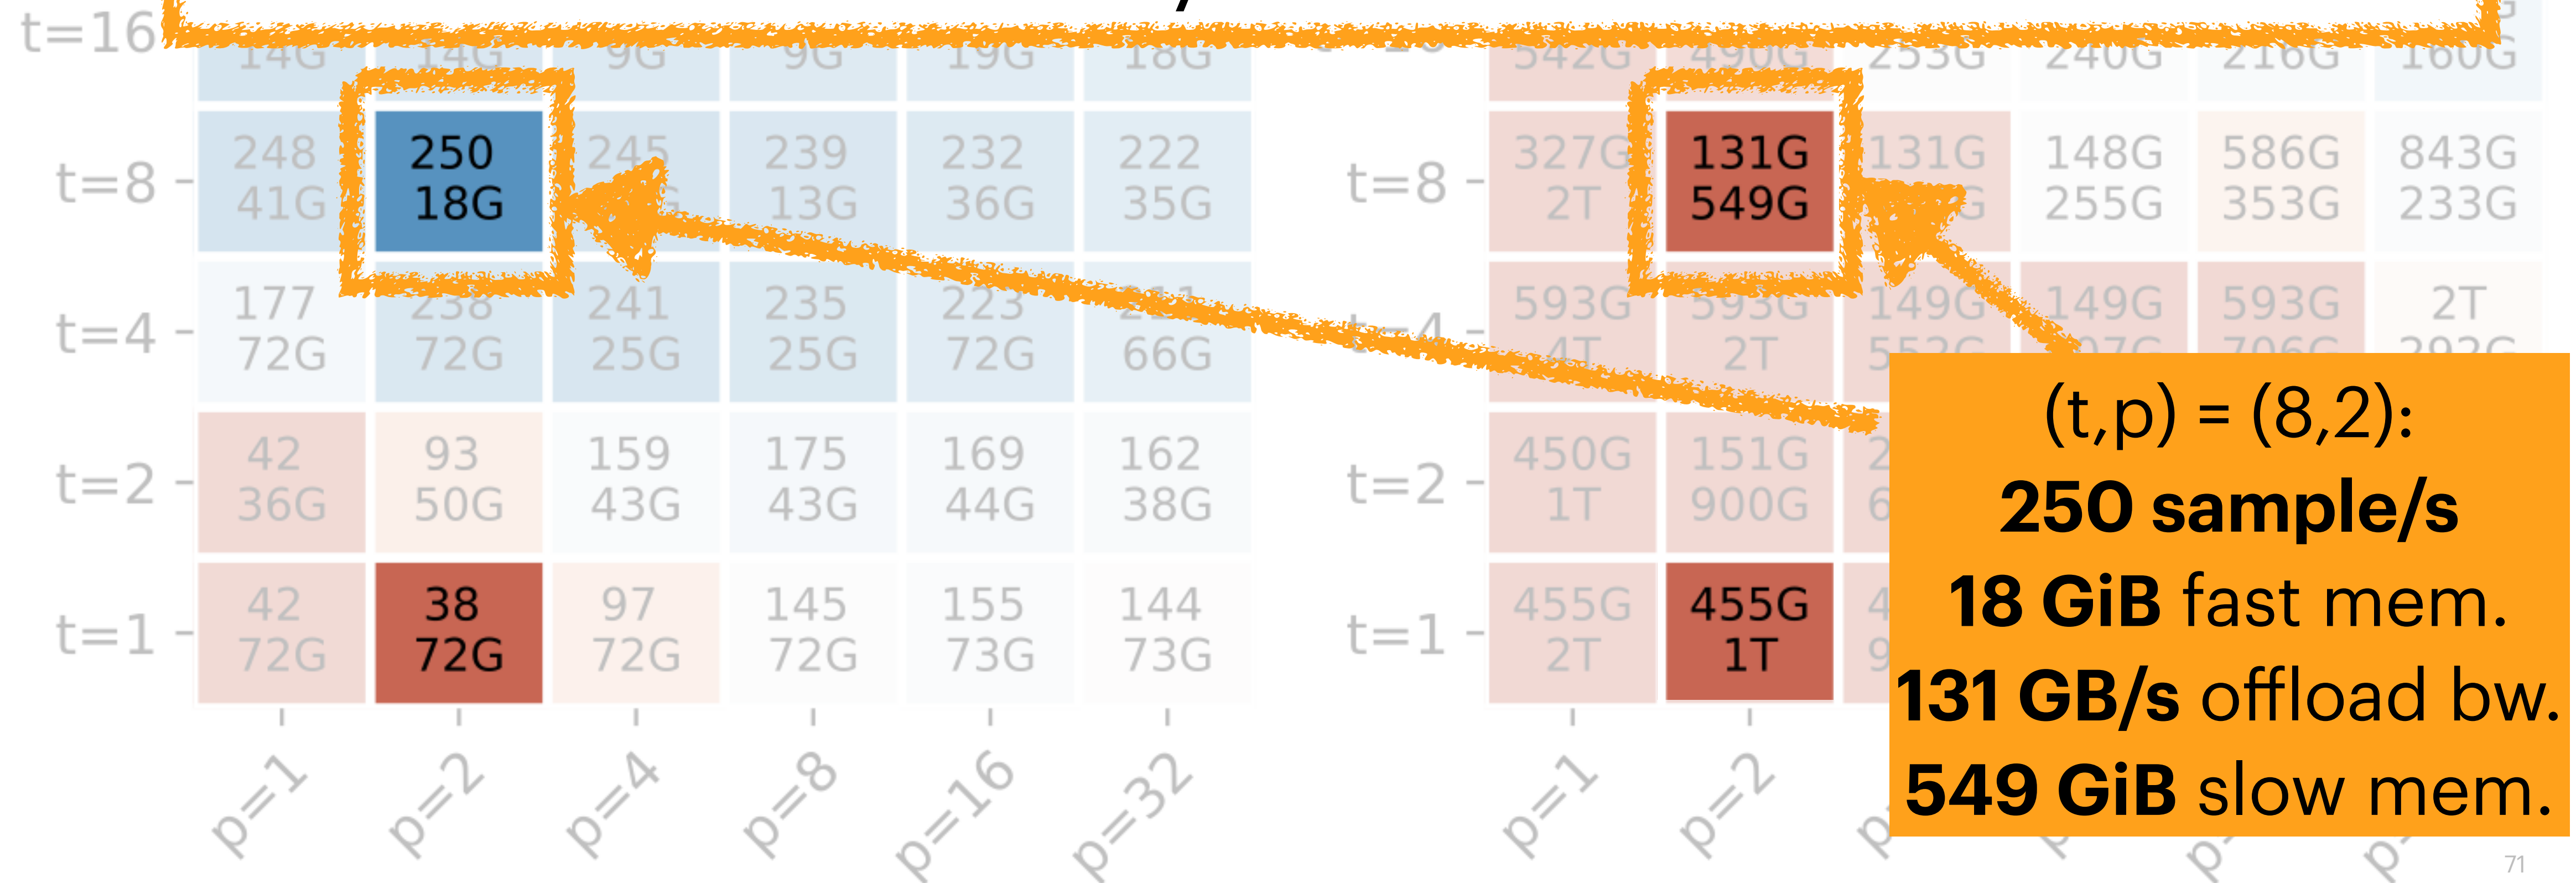 t=16
14G 14G 9G 9G 19G 18G
542G 490G 253G 240G 216G 160G
t=8
248 250 245 239 232 222
41G 18G 13G 36G 35G
t=8
327G 131G 131G 148G 586G 843G
2T 549G 255G 353G 233G
t=4
177 238 241 235 223 211
72G 72G 25G 25G 72G 66G
t=4
593G 593G 149G 149G 593G 2T
4T 2T 552G 706G 292G
t=2
42 93 159 175 169 162
36G 50G 43G 43G 44G 38G
t=2
450G 151G
1T 900G
t=1
42 38 97 145 155 144
72G 72G 72G 72G 73G 73G
t=1
455G 455G
2T 1T
p=1 p=2 p=4 p=8 p=16 p=32
p=1 p=2
(t,p) = (8,2):
250 sample/s
18 GiB fast mem.
131 GB/s offload bw.
549 GiB slow mem.
71